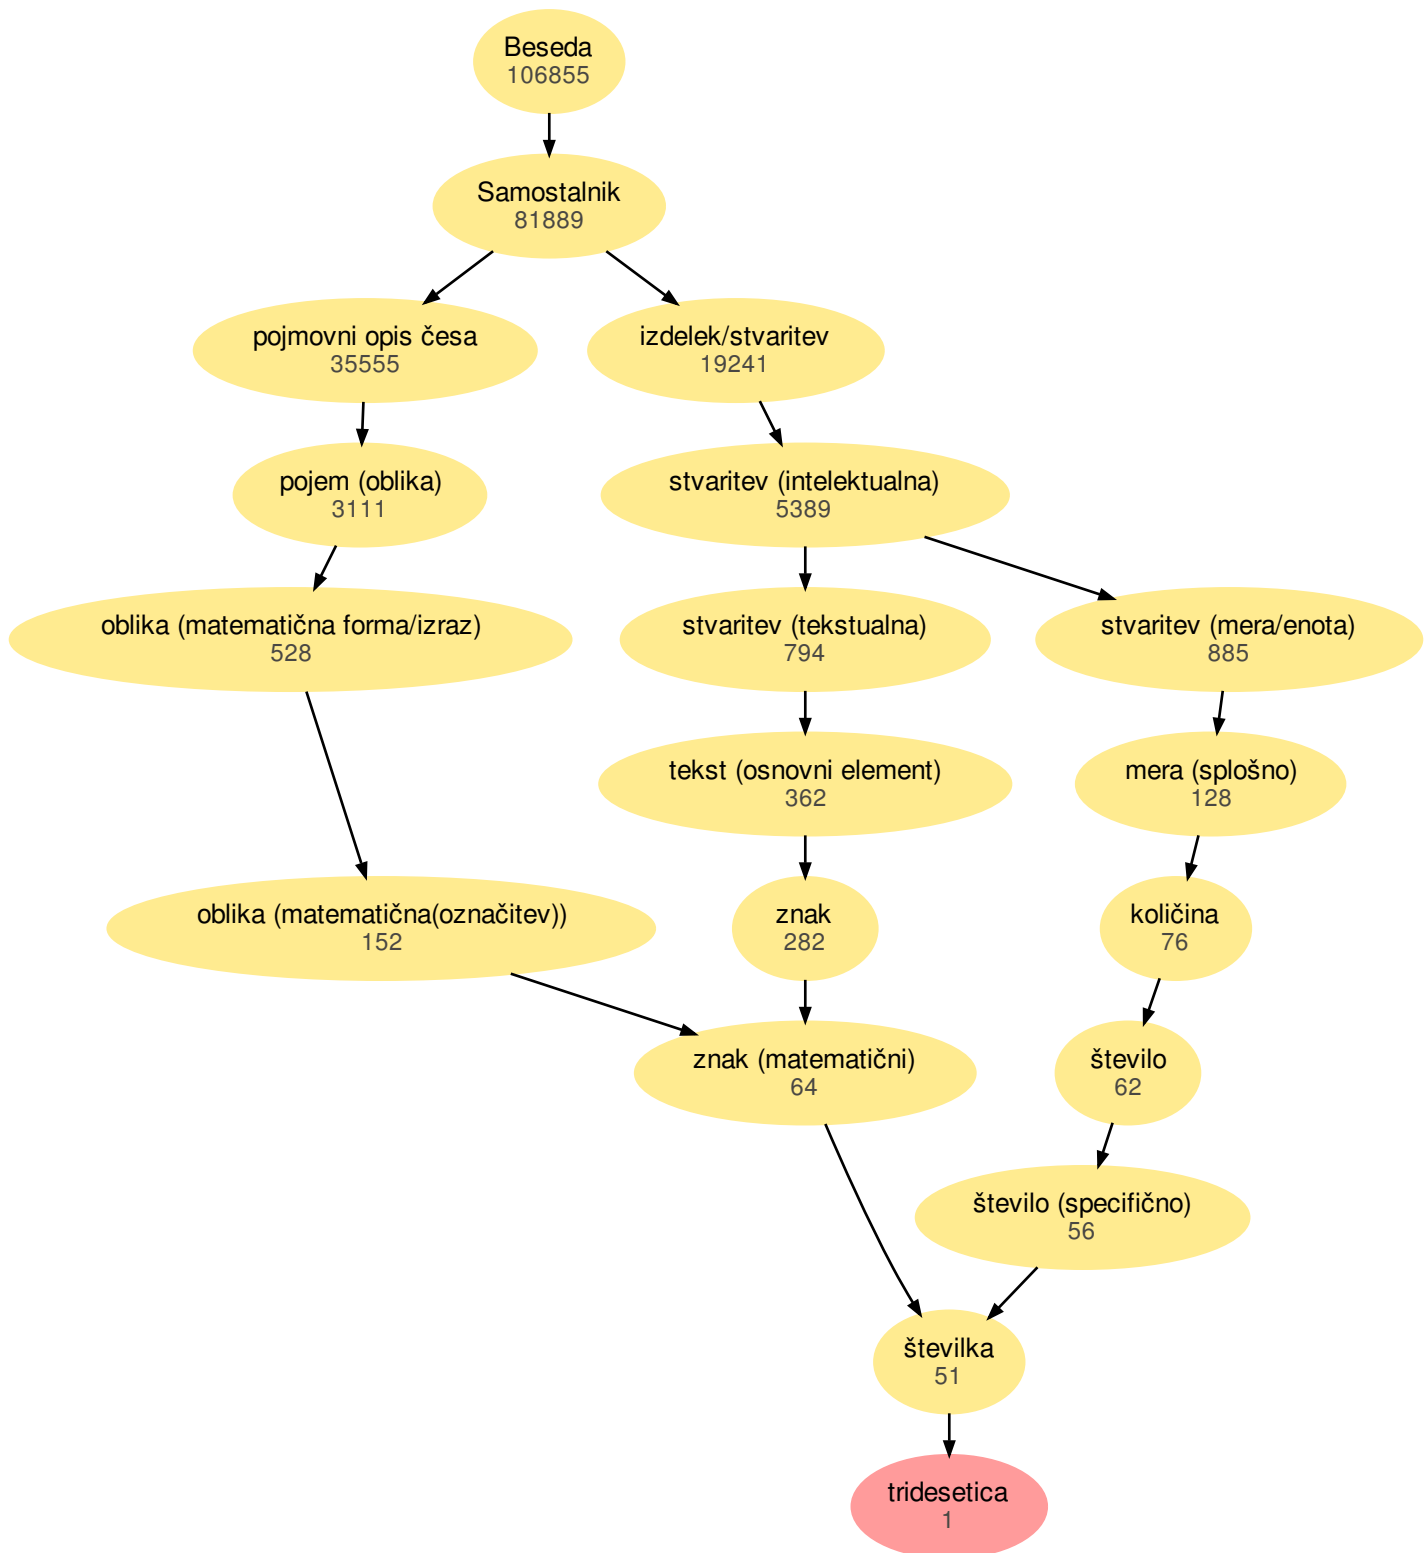 Beseda
106855
Samostalnik
81889
pojmovni opis česa
35555
izdelek/stvaritev
19241
pojem (oblika)
3111
stvaritev (intelektualna)
5389
oblika (matematična forma/izraz)
528
stvaritev (tekstualna)
794
stvaritev (mera/enota)
885
tekst (osnovni element)
362
mera (splošno)
128
oblika (matematična(označitev))
152
znak
282
količina
76
znak (matematični)
64
število
62
število (specifično)
56
številka
51
tridesetica
1